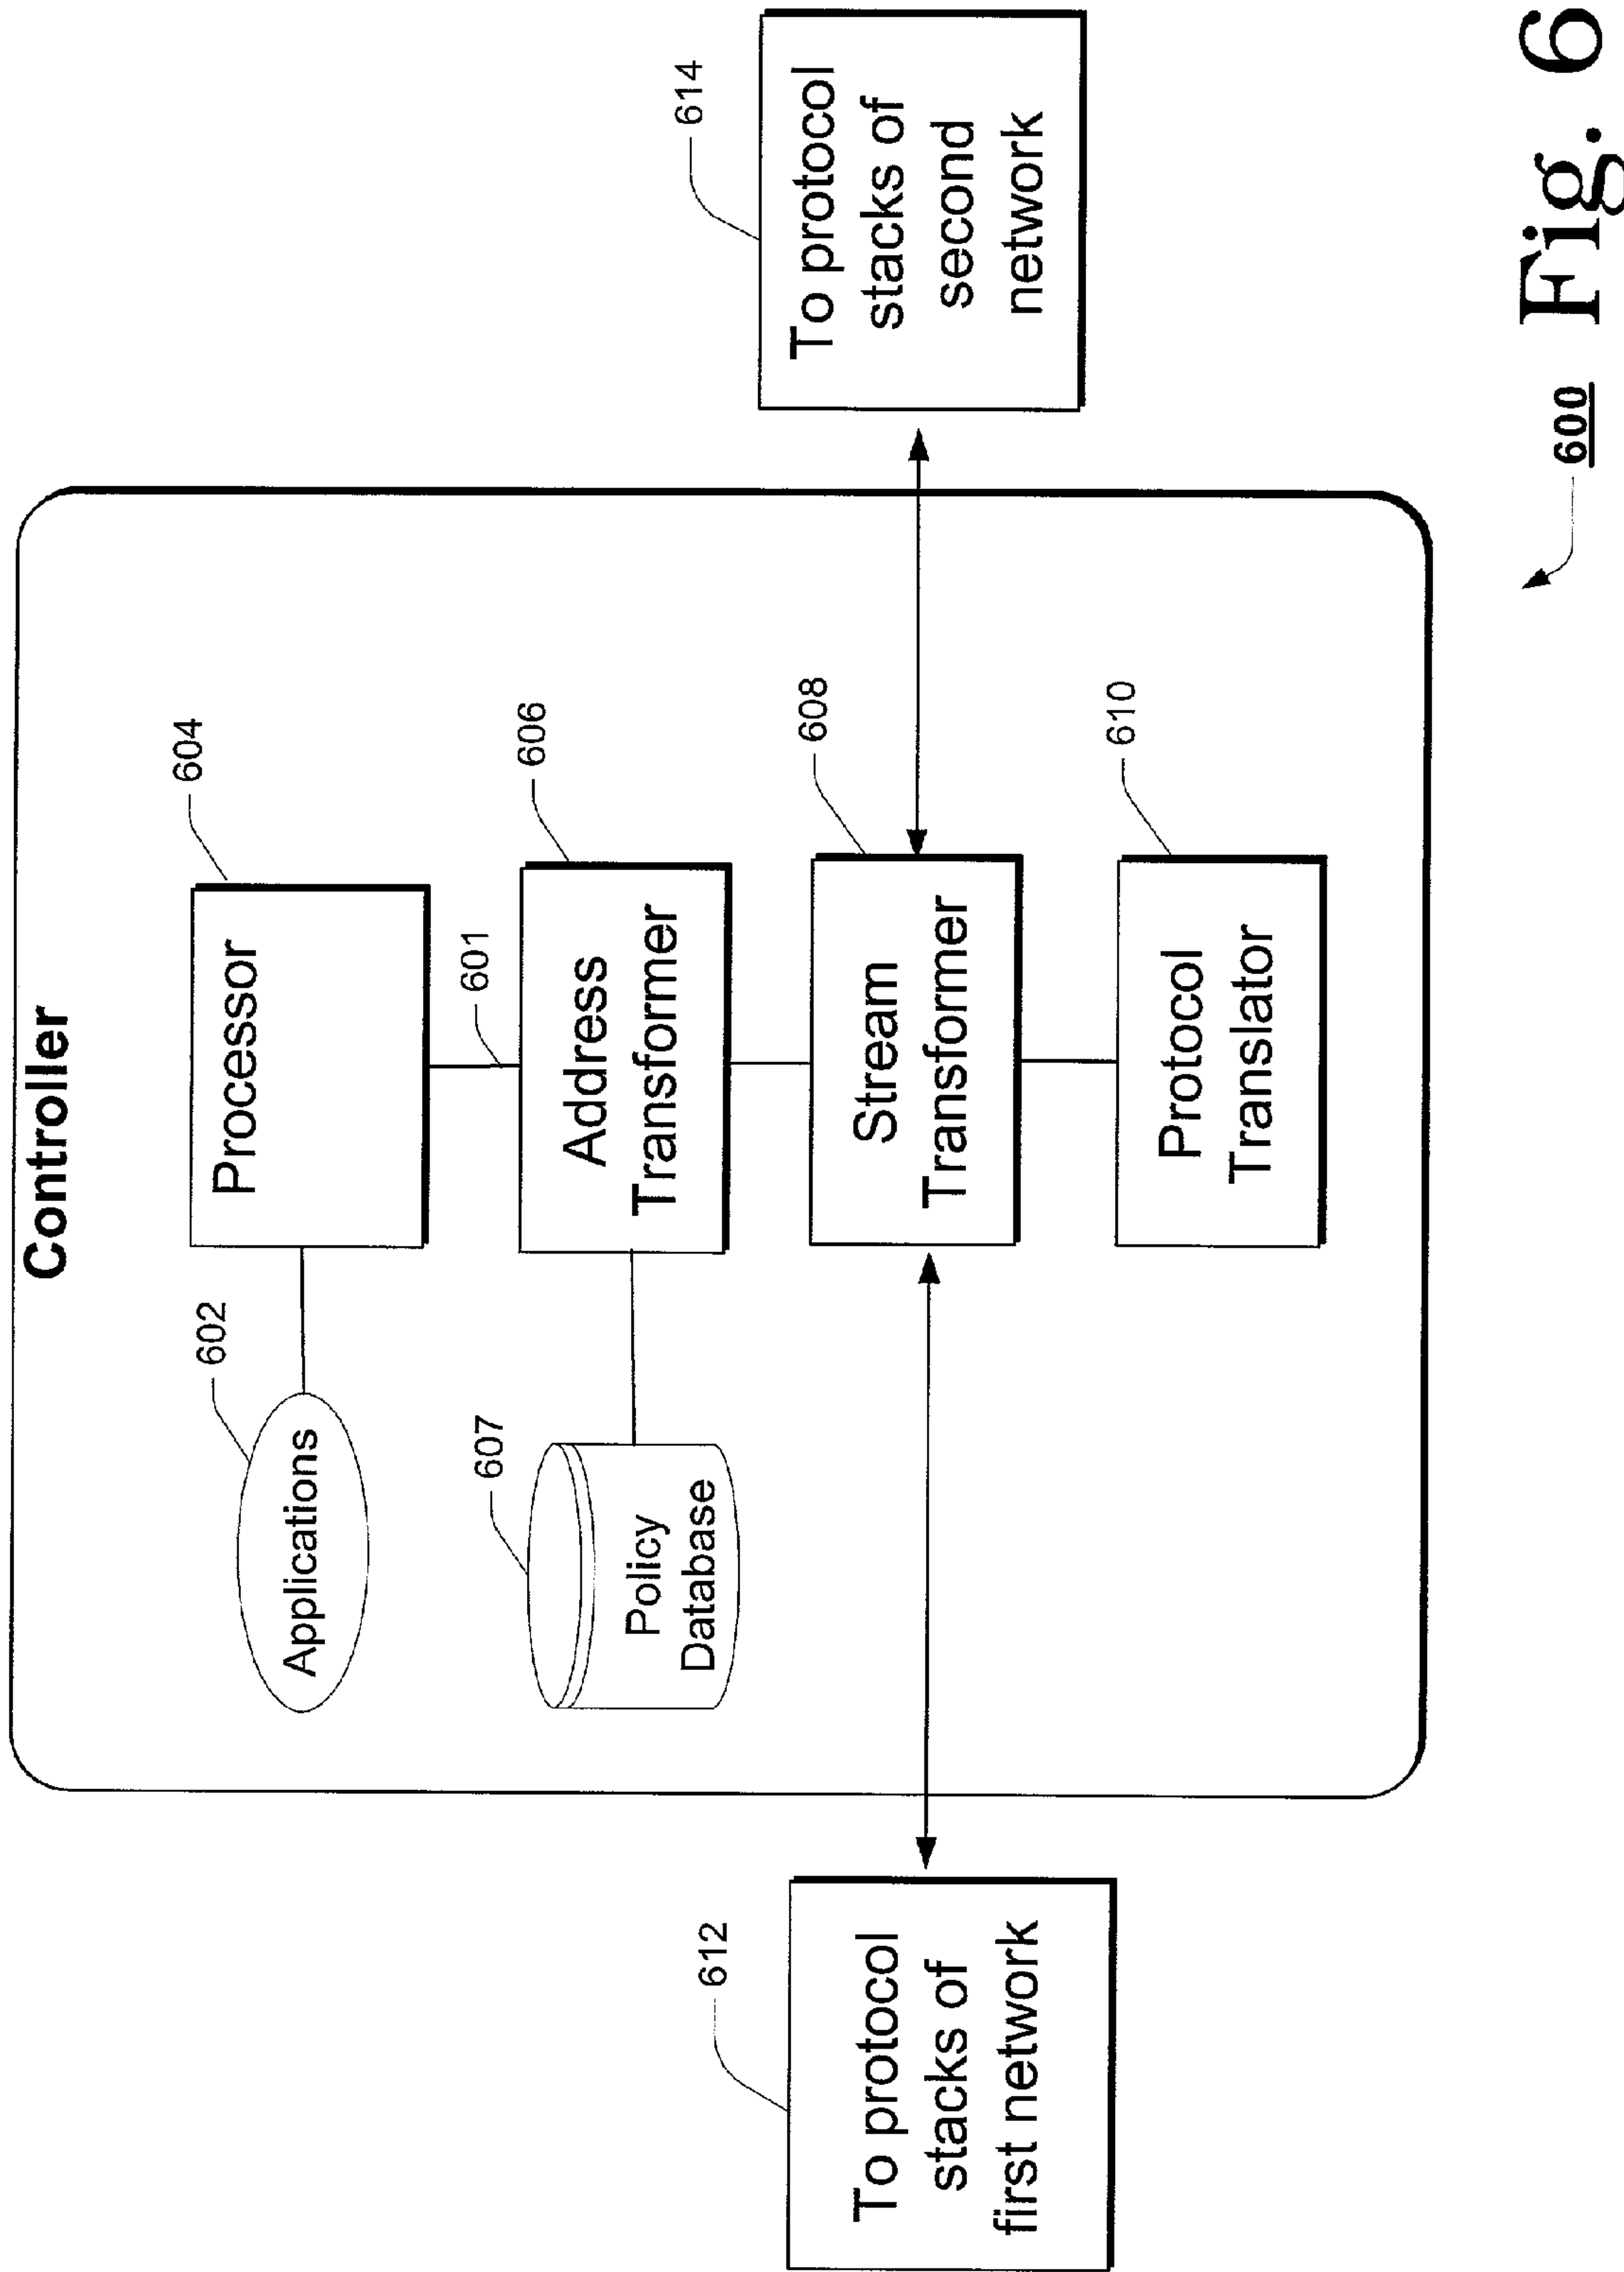 Controller
602
Applications
604
Processor
601
607
Policy
Database
606
Address
Transformer
608
Stream
Transformer
610
Protocol
Translator
612
To protocol
stacks of
first network
614
To protocol
stacks of
second
network
600
Fig. 6